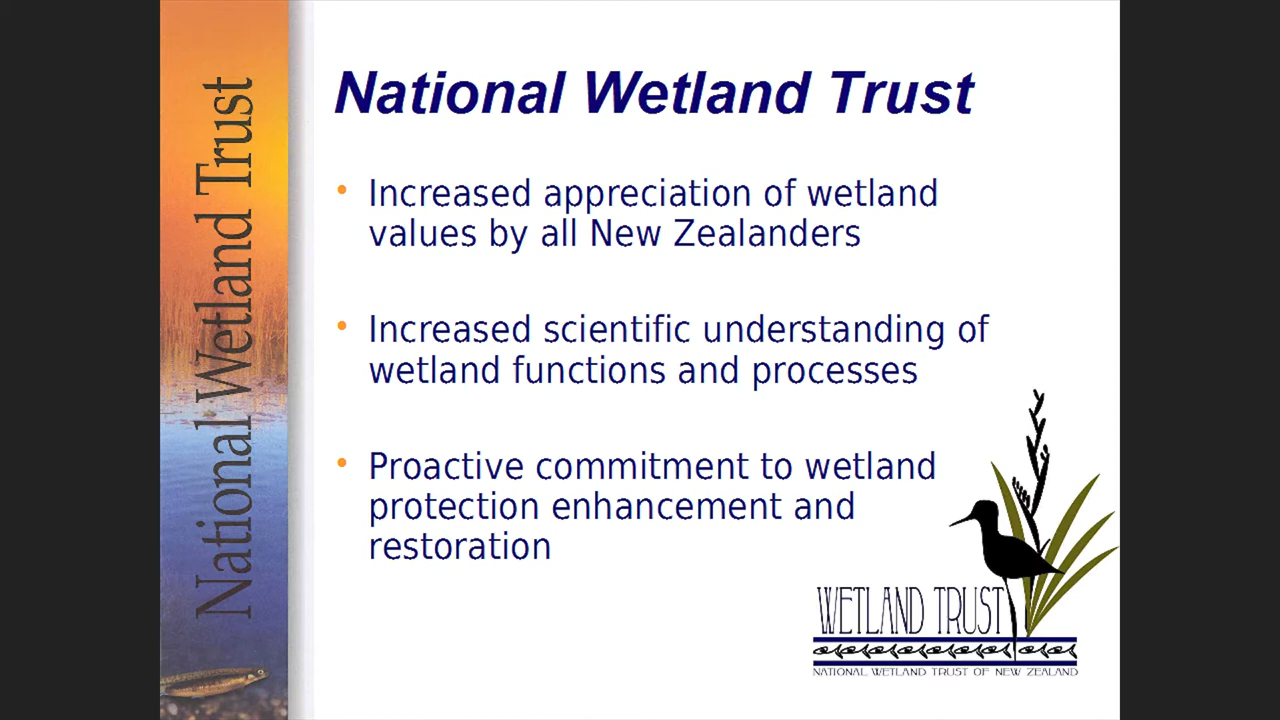 National Wetland Trust
National Wetland Trust
• Increased appreciation of wetland
values by all New Zealanders
• Increased scientific understanding of
wetland functions and processes
• Proactive commitment to wetland
protection enhancement and
restoration
WETLAND TRUST
NATIONAL WETLAND TRUST OF NEW ZEALAND